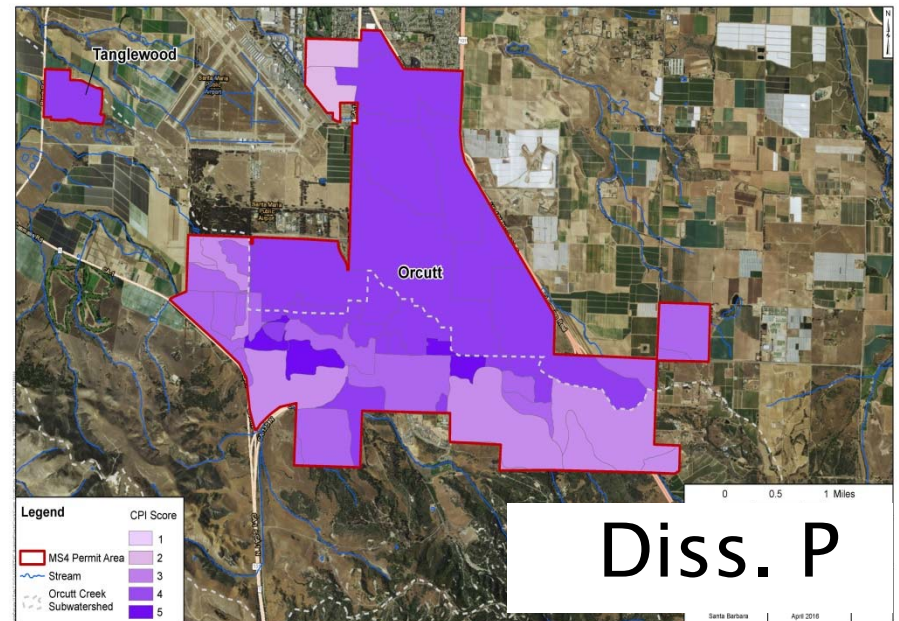 Tanglewood
Orcutt
N
Legend
CPI Score
1
2
3
4
5
MS4 Permit Area
Stream
Orcutt Creek
Subwatershed
0 0.5 1 Miles
Diss. P
Santa Barbara
April 2016